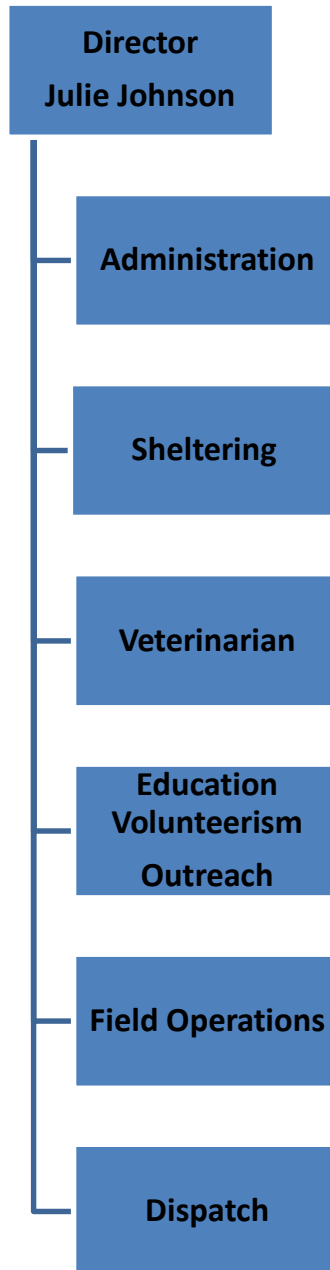 Director
Julie Johnson
Administration
Sheltering
Veterinarian
Education
Volunteerism
Outreach
Field Operations
Dispatch